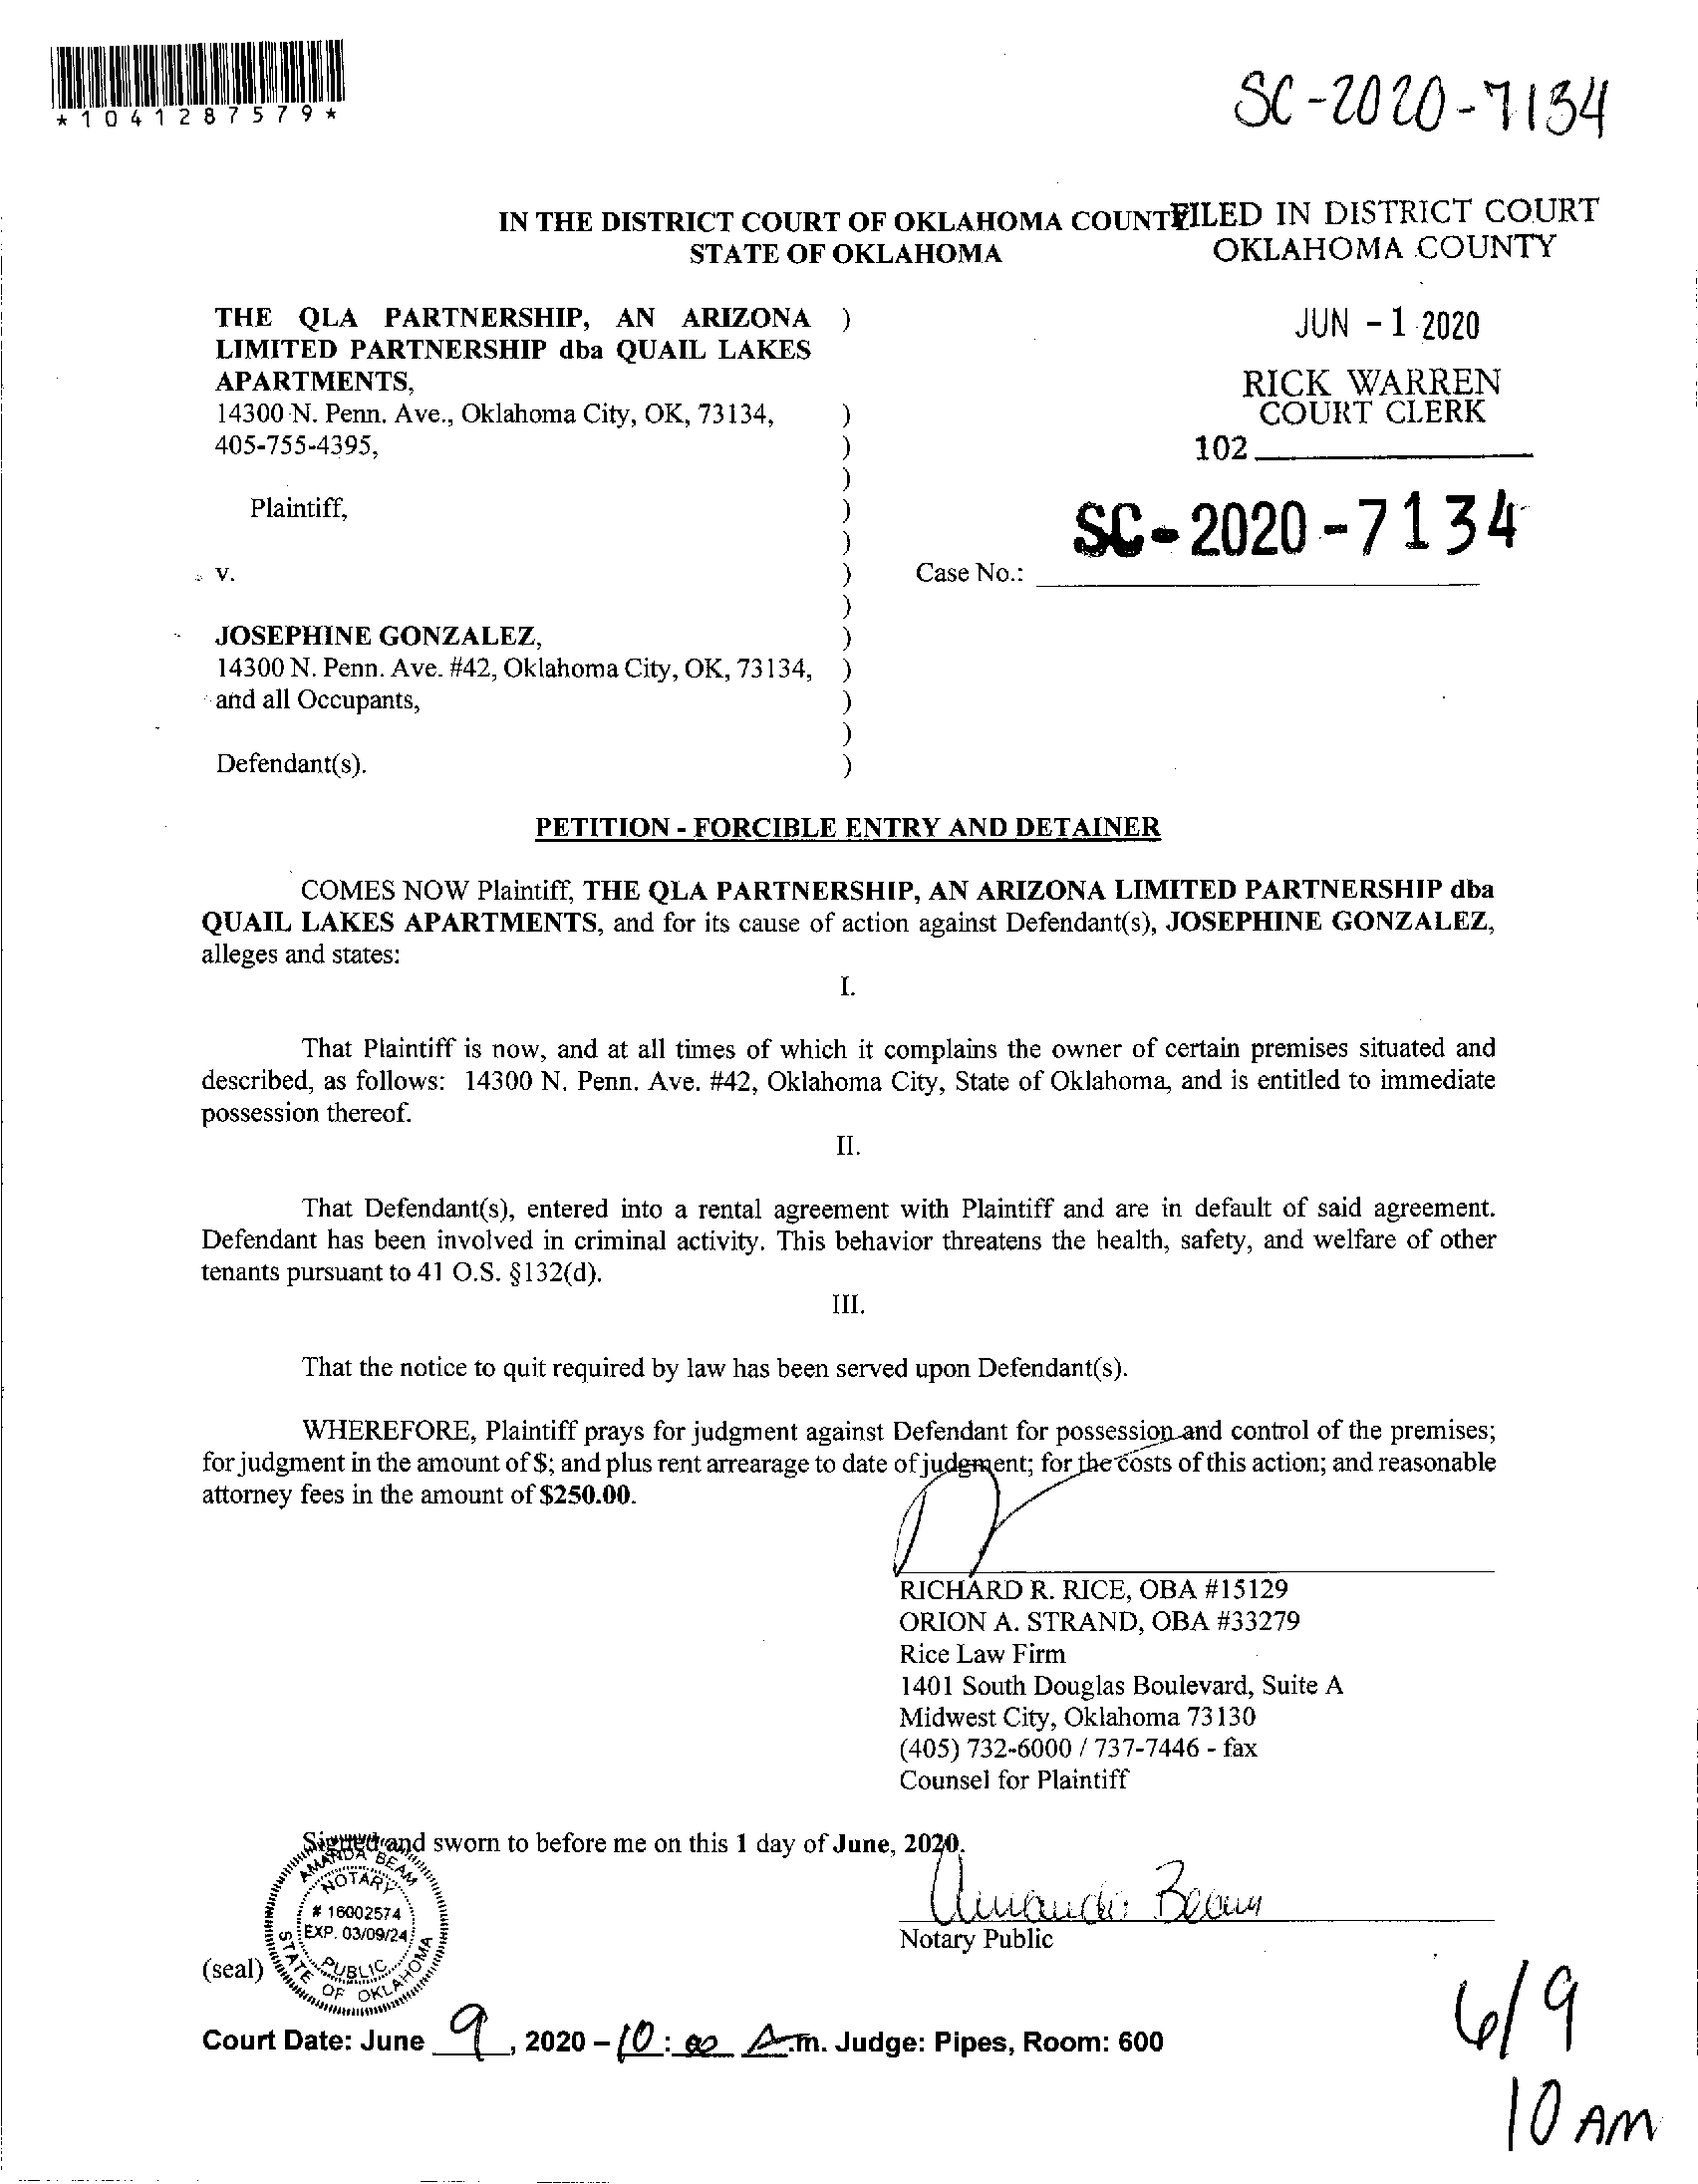 *1041287579*
SC-2020-7134
IN THE DISTRICT COURT OF OKLAHOMA COUNTY
STATE OF OKLAHOMA
FILED IN DISTRICT COURT
OKLAHOMA COUNTY
JUN - 1 2020
RICK WARREN
COURT CLERK
102
THE QLA PARTNERSHIP, AN ARIZONA )
LIMITED PARTNERSHIP dba QUAIL LAKES
APARTMENTS,
14300 N. Penn. Ave., Oklahoma City, OK, 73134, )
405-755-4395, )
)
Plaintiff, )
)
v. )
Case No.: SC-2020-7134
)
JOSEPHINE GONZALEZ, )
14300 N. Penn. Ave. #42, Oklahoma City, OK, 73134, )
and all Occupants, )
)
Defendant(s). )
PETITION - FORCIBLE ENTRY AND DETAINER
COMES NOW Plaintiff, THE QLA PARTNERSHIP, AN ARIZONA LIMITED PARTNERSHIP dba
QUAIL LAKES APARTMENTS, and for its cause of action against Defendant(s), JOSEPHINE GONZALEZ,
alleges and states:
I.
That Plaintiff is now, and at all times of which it complains the owner of certain premises situated and
described, as follows: 14300 N. Penn. Ave. #42, Oklahoma City, State of Oklahoma, and is entitled to immediate
possession thereof.
II.
That Defendant(s), entered into a rental agreement with Plaintiff and are in default of said agreement.
Defendant has been involved in criminal activity. This behavior threatens the health, safety, and welfare of other
tenants pursuant to 41 O.S. §132(d).
III.
That the notice to quit required by law has been served upon Defendant(s).
WHEREFORE, Plaintiff prays for judgment against Defendant for possession and control of the premises;
for judgment in the amount of $; and plus rent arrearage to date of judgment; for the costs of this action; and reasonable
attorney fees in the amount of $250.00.
RICHARD R. RICE, OBA #15129
ORION A. STRAND, OBA #33279
Rice Law Firm
1401 South Douglas Boulevard, Suite A
Midwest City, Oklahoma 73130
(405) 732-6000 / 737-7446 - fax
Counsel for Plaintiff
Signed and sworn to before me on this 1 day of June, 2020.
Amanda Beam
Notary Public
(seal)
AMANDA BEAM
NOTARY
# 16002574
EXP. 03/09/24
PUBLIC
STATE OF OKLAHOMA
Court Date: June 9, 2020 – 10:00 A.m. Judge: Pipes, Room: 600
6/9
10 AM